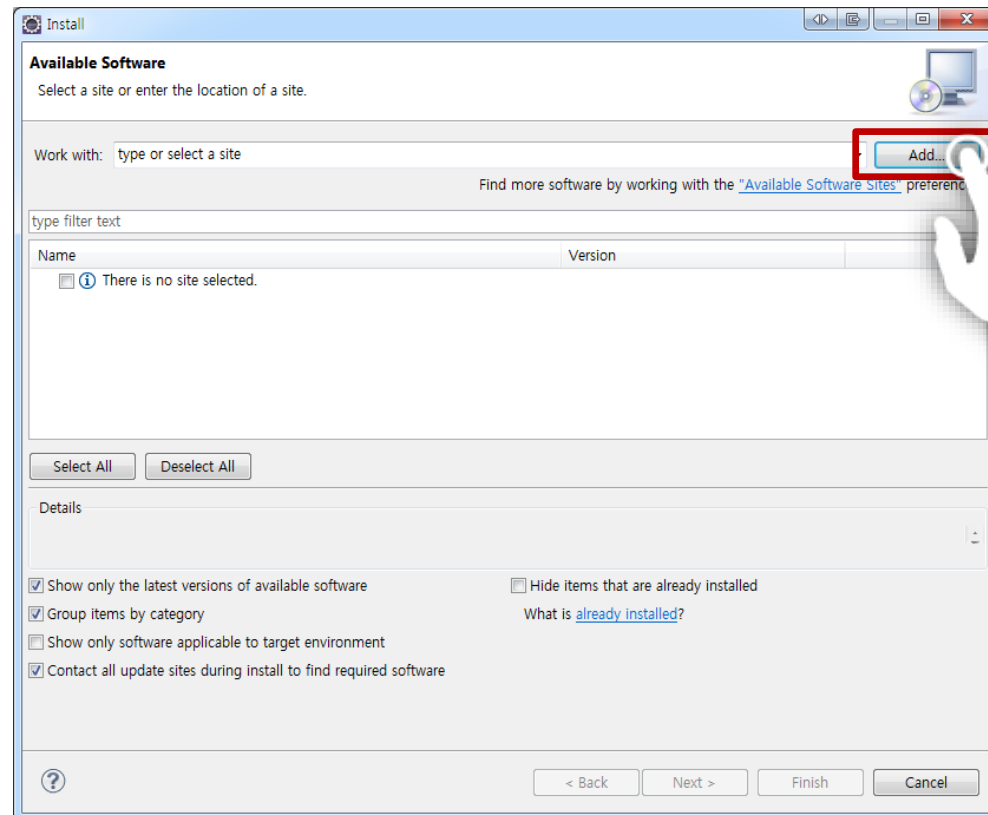 Install
Available Software
Select a site or enter the location of a site.
Work with: type or select a site Add...
Find more software by working with the "Available Software Sites"
type filter text
Name Version
There is no site selected.
Select All Deselect All
Details
Show only the latest versions of available software Hide items that are already installed
Group items by category What is already installed?
Show only software applicable to target environment
Contact all update sites during install to find required software
< Back Next > Finish Cancel